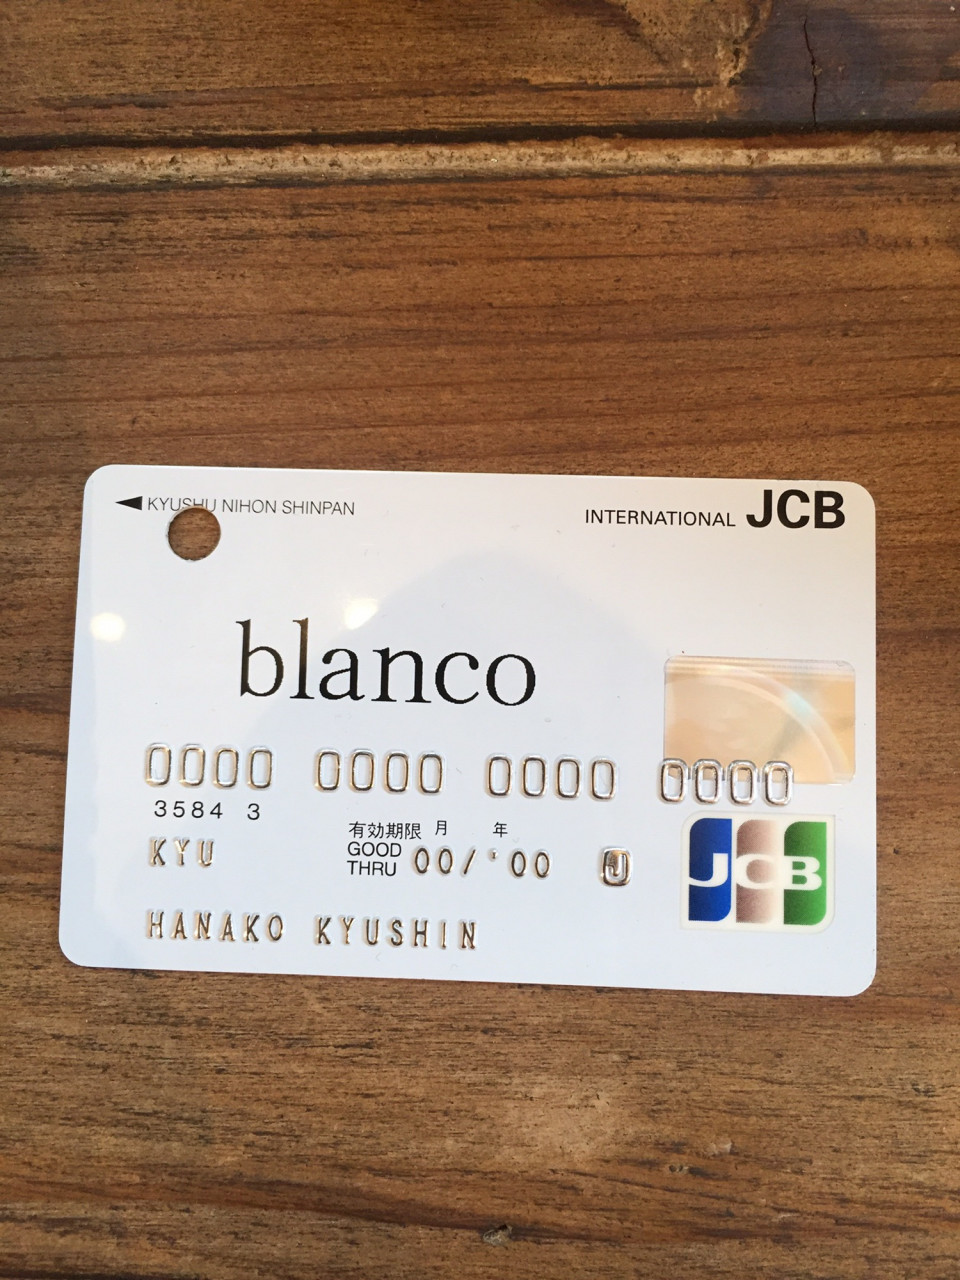 ◀ KYUSHU NIHON SHINPAN
INTERNATIONAL JCB
blanco
0000 0000 0000 0000
3584 3
有効期限 月 年
KYU GOOD THRU 00/'00 J
JCB
HANAKO KYUSHIN